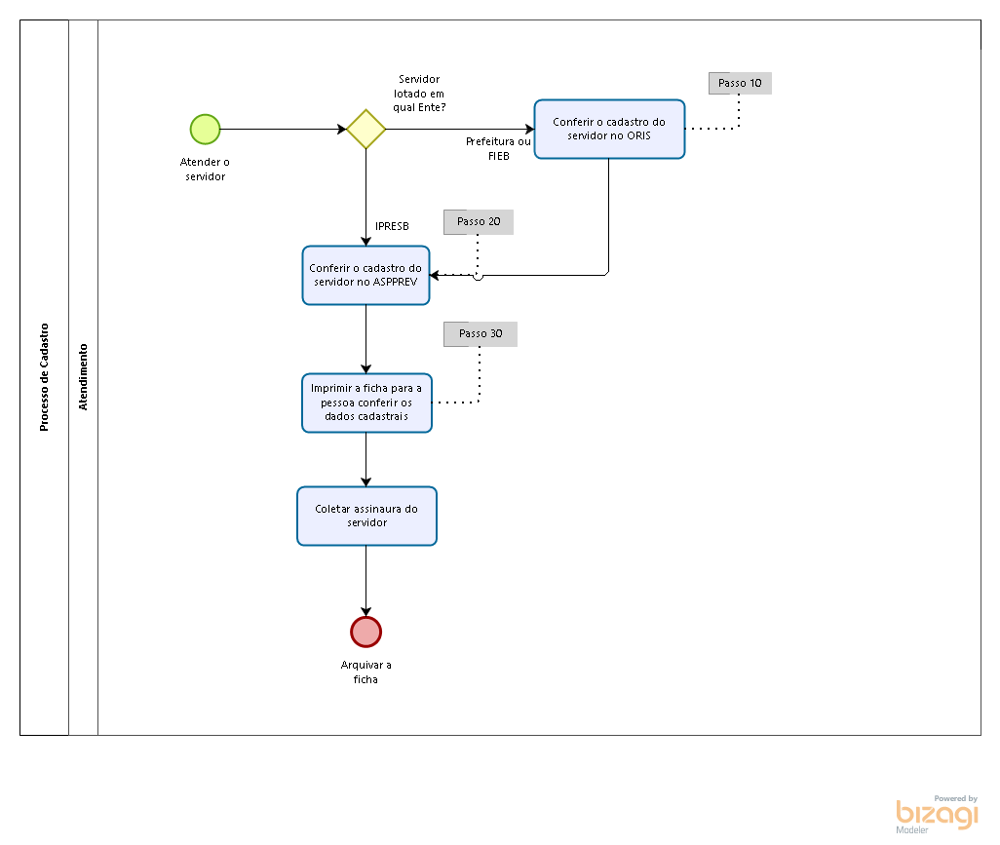 Processo de Cadastro
Atendimento
Atender o
servidor
Servidor
lotado em
qual Ente?
Prefeitura ou
FIEB
Conferir o cadastro do
servidor no ORIS
Passo 10
IPRESB
Passo 20
Conferir o cadastro do
servidor no ASPPREV
Passo 30
Imprimir a ficha para a
pessoa conferir os
dados cadastrais
Coletar assinaura do
servidor
Arquivar a
ficha
Powered by
bizagi
Modeler